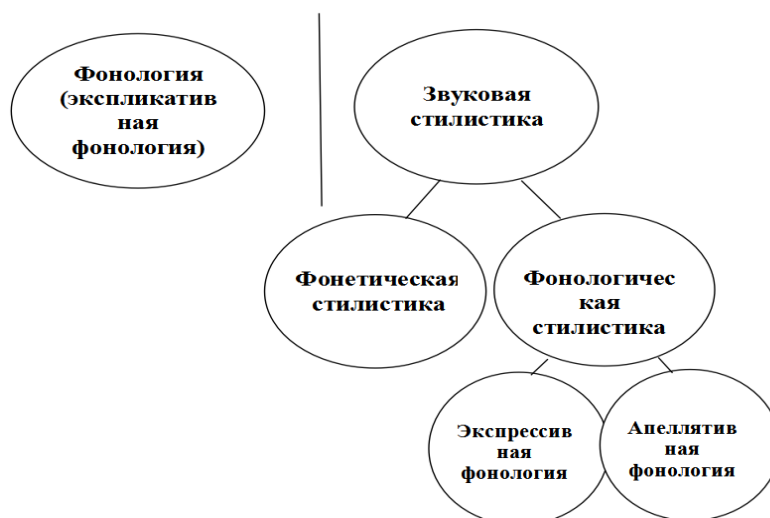 Фонология
(экспликатив
ная
фонология)
Звуковая
стилистика
Фонетическая
стилистика
Фонологичес
кая
стилистика
Экспрессив
ная
фонология
Апеллятив
ная
фонология